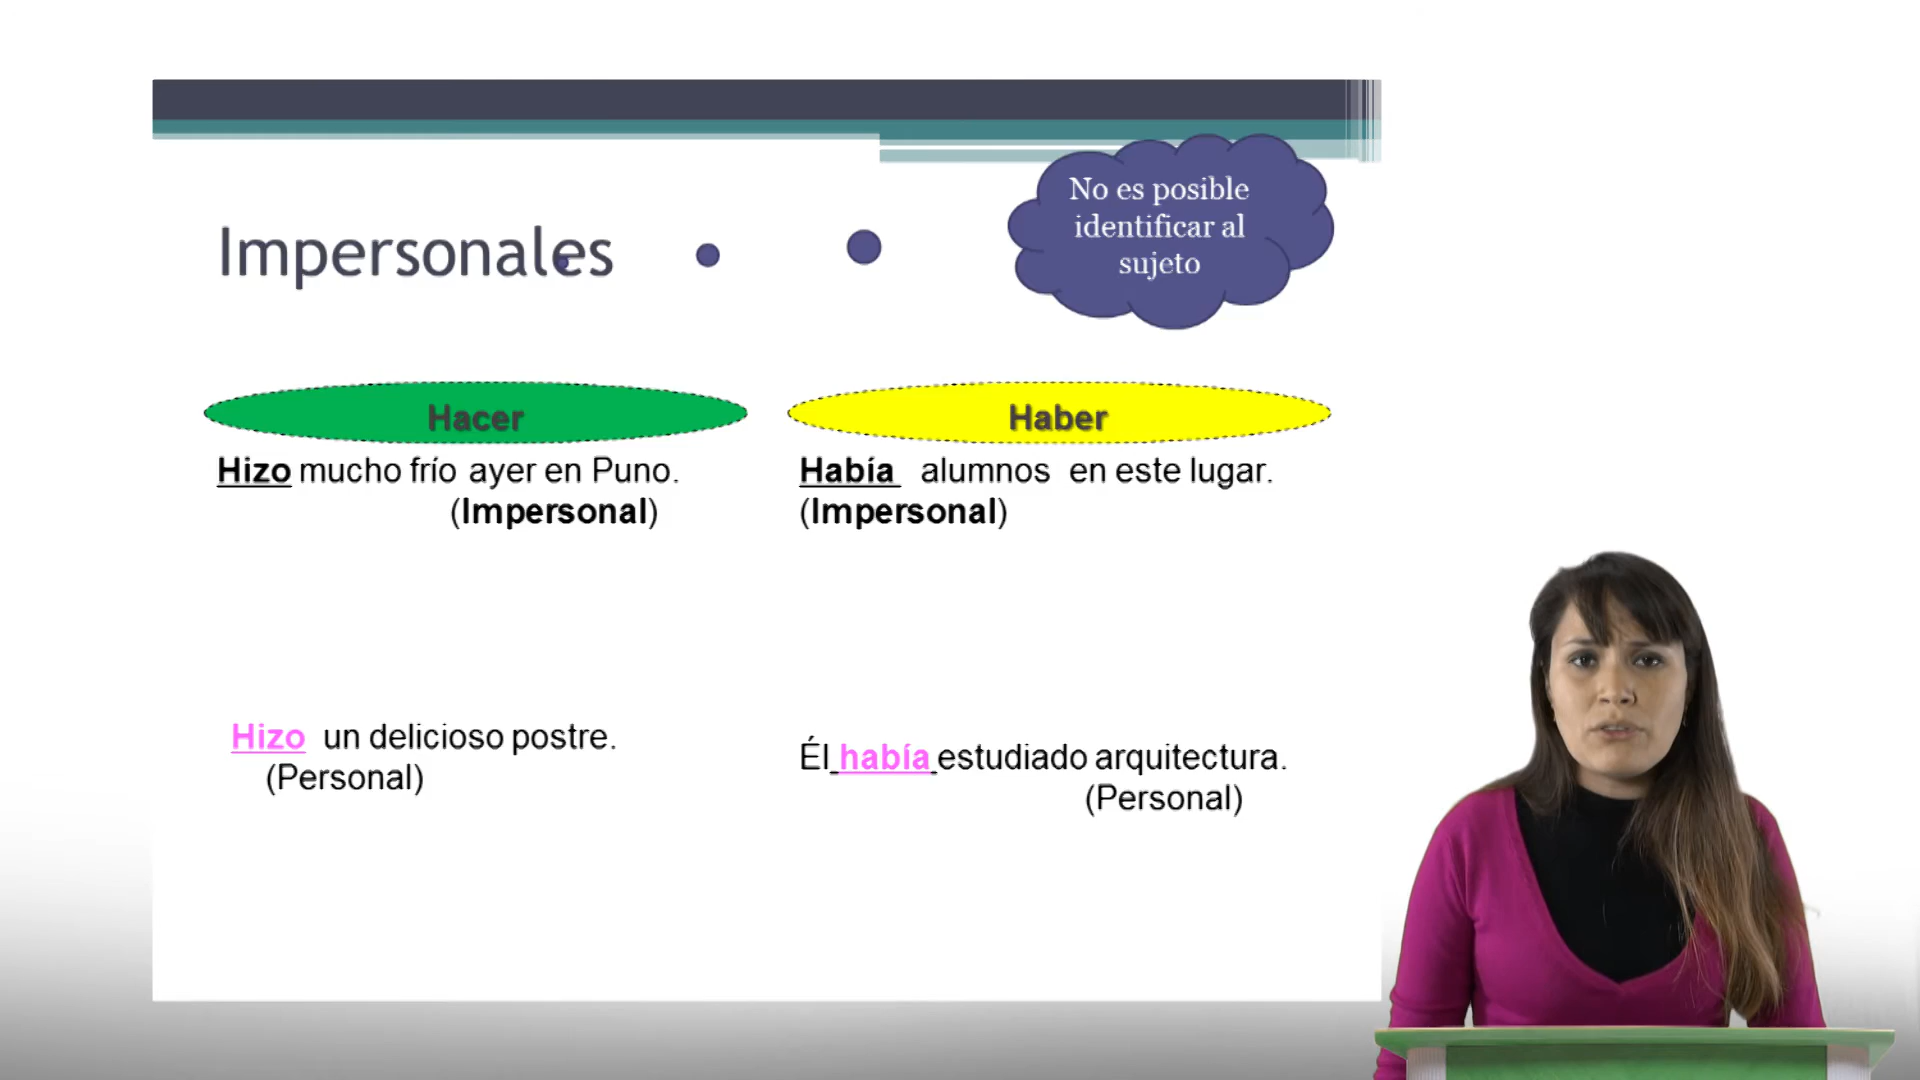 No es posible
identificar al
sujeto
Impersonales
Hacer
Haber
Hizo mucho frío ayer en Puno.
(Impersonal)
Había alumnos en este lugar.
(Impersonal)
Hizo un delicioso postre.
(Personal)
Él había estudiado arquitectura.
(Personal)